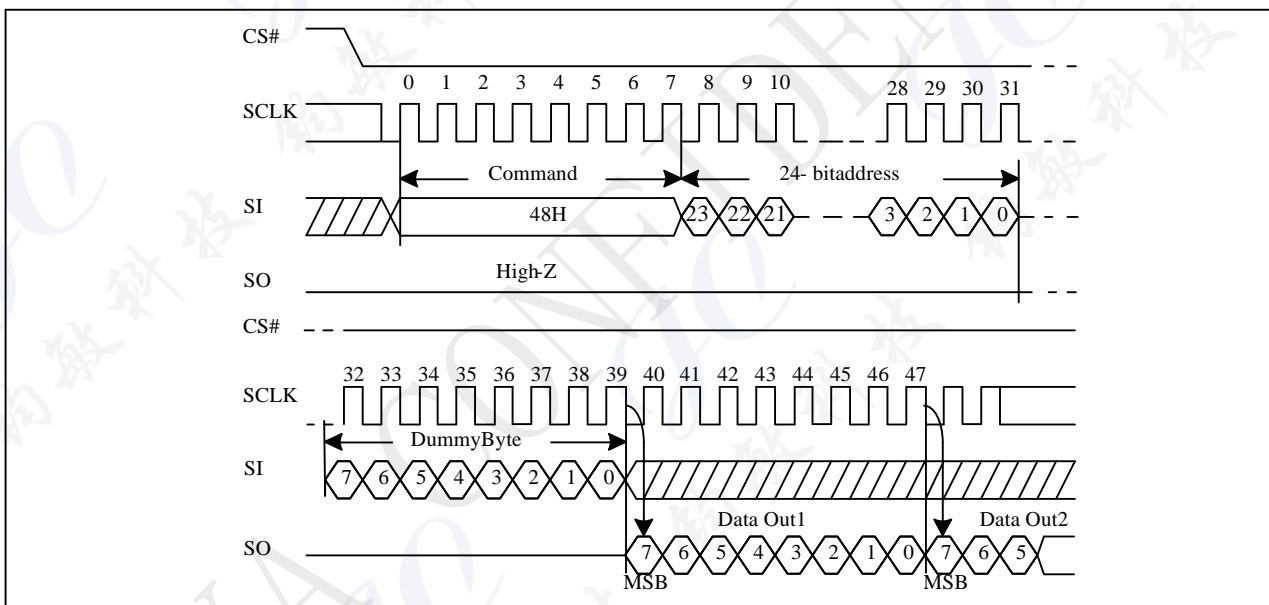 CS#
0 1 2 3 4 5 6 7 8 9 10 28 29 30 31
SCLK
Command 24- bitaddress
SI
48H 23 22 21 3 2 1 0
High-Z
SO
CS#
32 33 34 35 36 37 38 39 40 41 42 43 44 45 46 47
SCLK
DummyByte
SI
7 6 5 4 3 2 1 0
Data Out1 Data Out2
SO
7 6 5 4 3 2 1 0 7 6 5
MSB MSB
CONFIDE